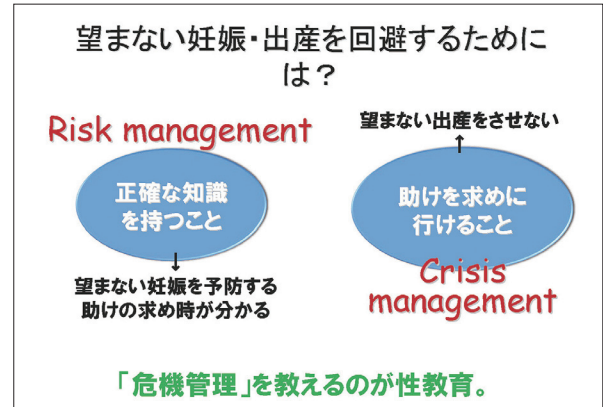 望まない妊娠・出産を回避するために
は？
Risk management
正確な知識
を持つこと
望まない妊娠を予防する
助けの求め時が分かる
望まない出産をさせない
助けを求めに
行けること
Crisis
management
「危機管理」を教えるのが性教育。